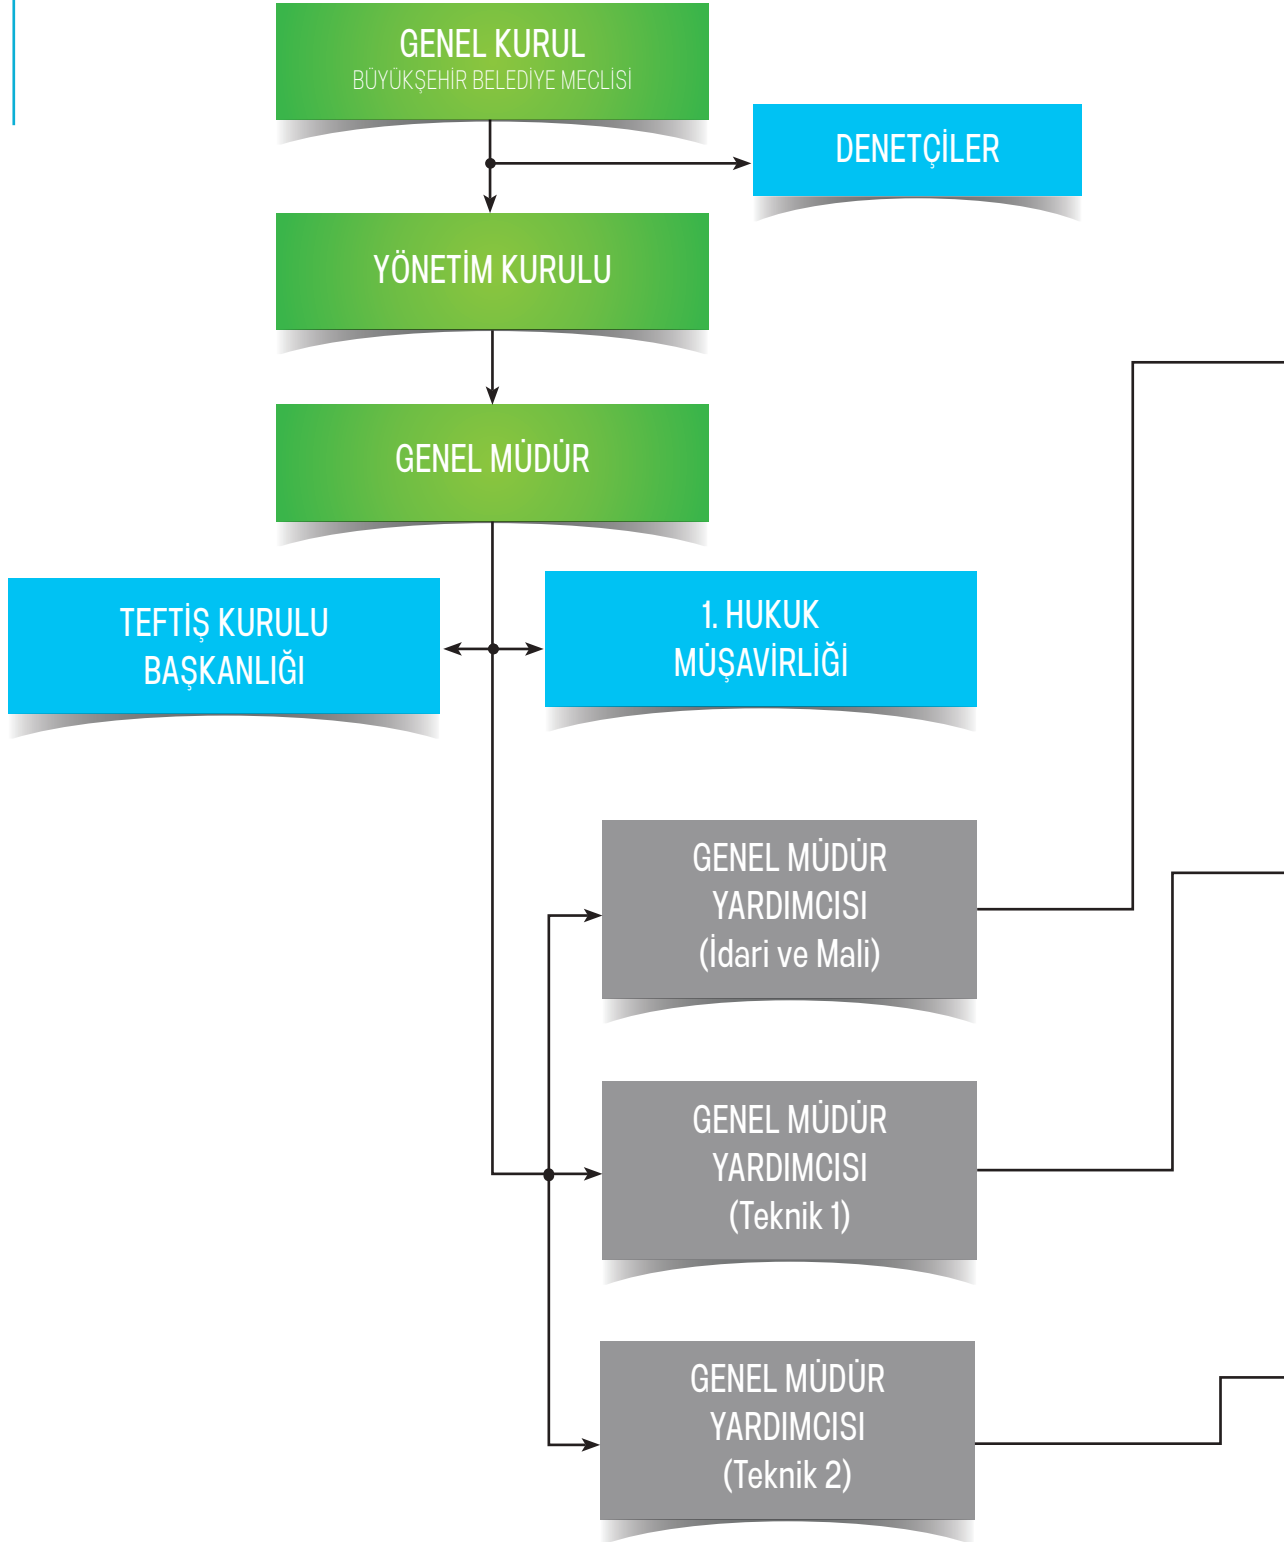 GENEL KURUL
BÜYÜKŞEHİR BELEDİYE MECLİSİ
DENETÇİLER
YÖNETİM KURULU
GENEL MÜDÜR
TEFTİŞ KURULU
BAŞKANLIĞI
1. HUKUK
MÜŞAVİRLİĞİ
GENEL MÜDÜR
YARDIMCISI
(İdari ve Mali)
GENEL MÜDÜR
YARDIMCISI
(Teknik 1)
GENEL MÜDÜR
YARDIMCISI
(Teknik 2)